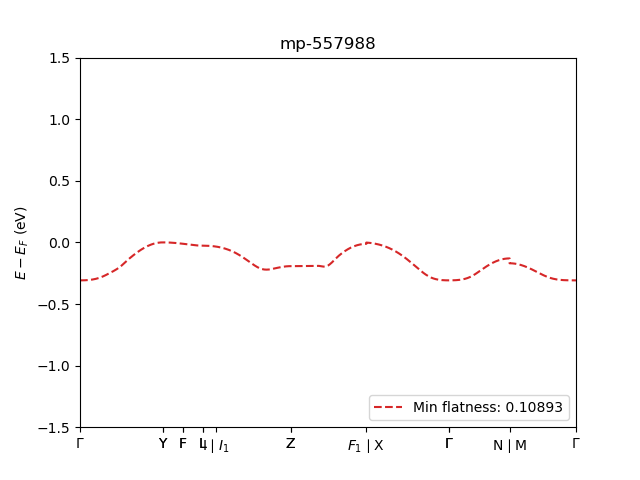 mp-557988
E − E_F (eV)
1.5
1.0
0.5
0.0
−0.5
−1.0
−1.5
Min flatness: 0.10893
Γ Y F L | I₁ Z F₁ | X Γ N | M Γ